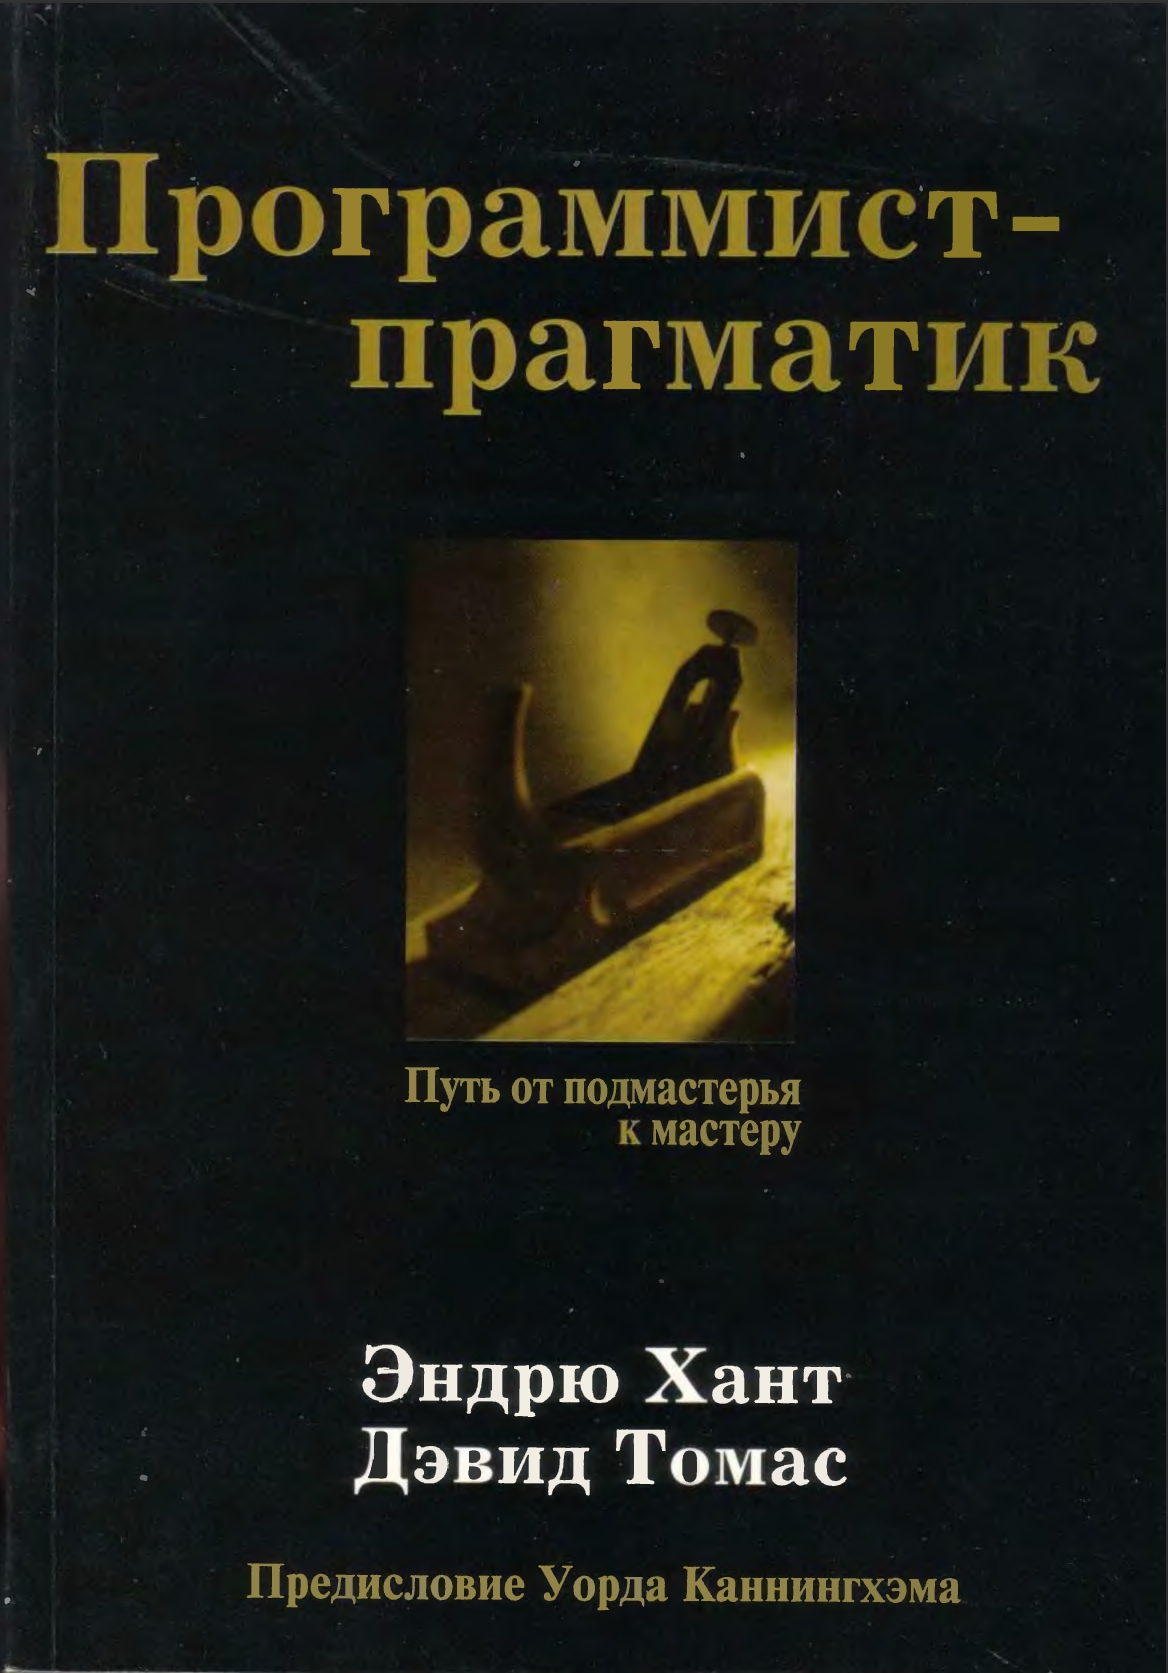 Программист-
прагматик
Путь от подмастерья
к мастеру
Эндрю Хант
Дэвид Томас
Предисловие Уорда Каннингхэма